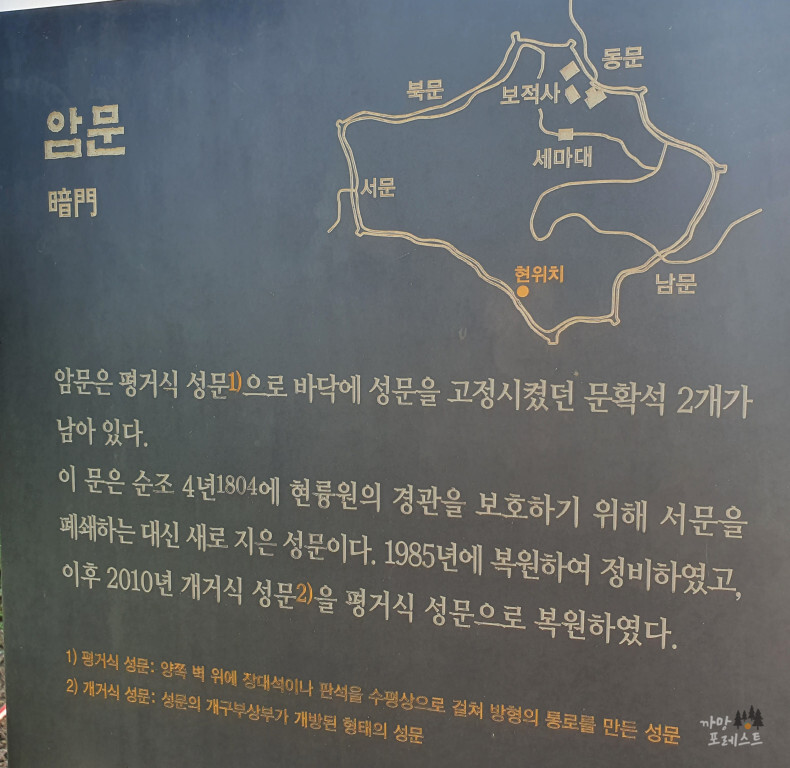 암문
暗門
동문
북문
보적사
세마대
서문
현위치
남문
암문은 평거식 성문1)으로 바닥에 성문을 고정시켰던 문확석 2개가
남아 있다.
이 문은 순조 4년1804에 현륭원의 경관을 보호하기 위해 서문을
폐쇄하는 대신 새로 지은 성문이다. 1985년에 복원하여 정비하였고,
이후 2010년 개거식 성문2)을 평거식 성문으로 복원하였다.
1) 평거식 성문: 양쪽 벽 위에 장대석이나 판석을 수평상으로 걸쳐 방형의 통로를 만든 성문
2) 개거식 성문: 성문의 개구부상부가 개방된 형태의 성문
까망
포레스트